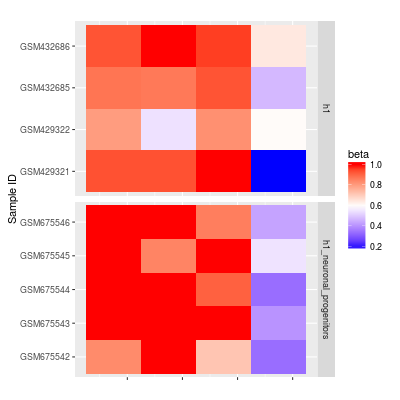 Sample ID
GSM432686
GSM432685
GSM429322
GSM429321
h1
GSM675546
GSM675545
GSM675544
GSM675543
GSM675542
h1_neuronal_progenitors
beta
1.0
0.8
0.6
0.4
0.2